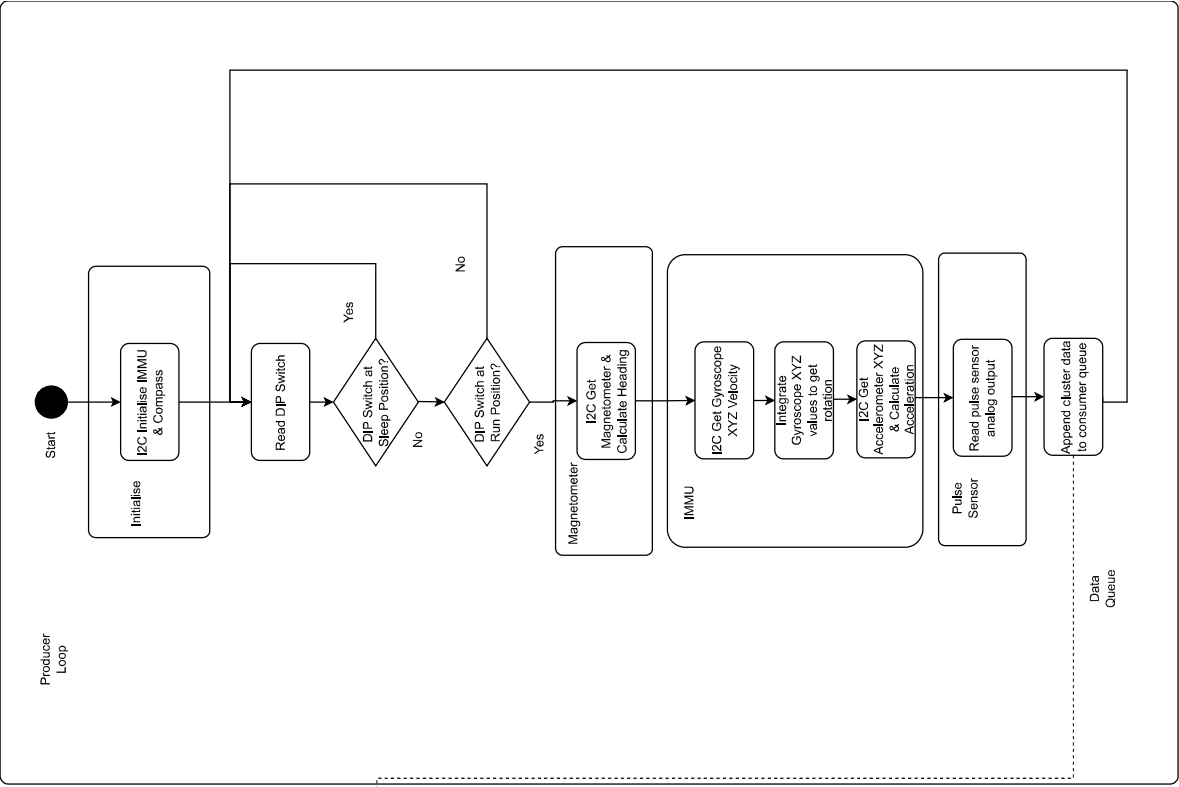 Producer
Loop
Start
Initialise
I2C Initialise IMMU
& Compass
Read DIP Switch
DIP Switch at
Sleep Position?
Yes
No
DIP Switch at
Run Position?
No
Yes
Magnetometer
I2C Get
Magnetometer &
Calculate Heading
IMMU
I2C Get Gyroscope
XYZ Velocity
Integrate
Gyroscope XYZ
values to get
rotation
I2C Get
Accelerometer XYZ
& Calculate
Acceleration
Pulse
Sensor
Read pulse sensor
analog output
Append cluster data
to consumer queue
Data
Queue